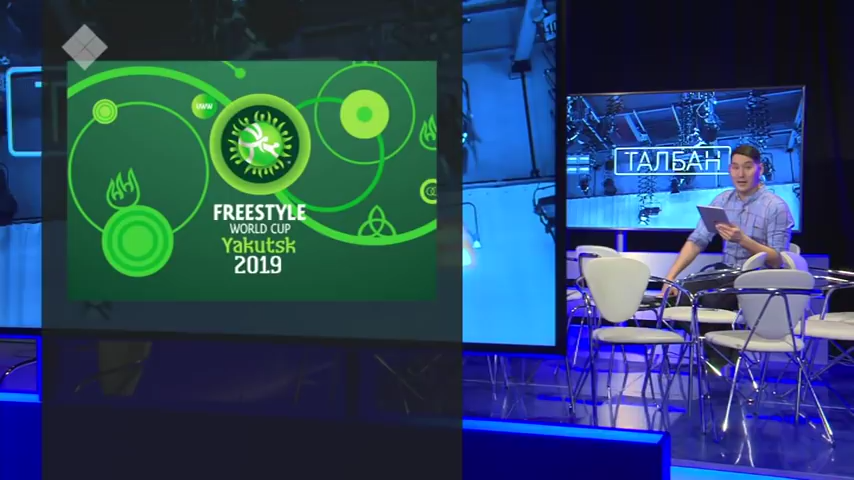 UWW
FREESTYLE
WORLD CUP
Yakutsk
2019
ТАЛБАН